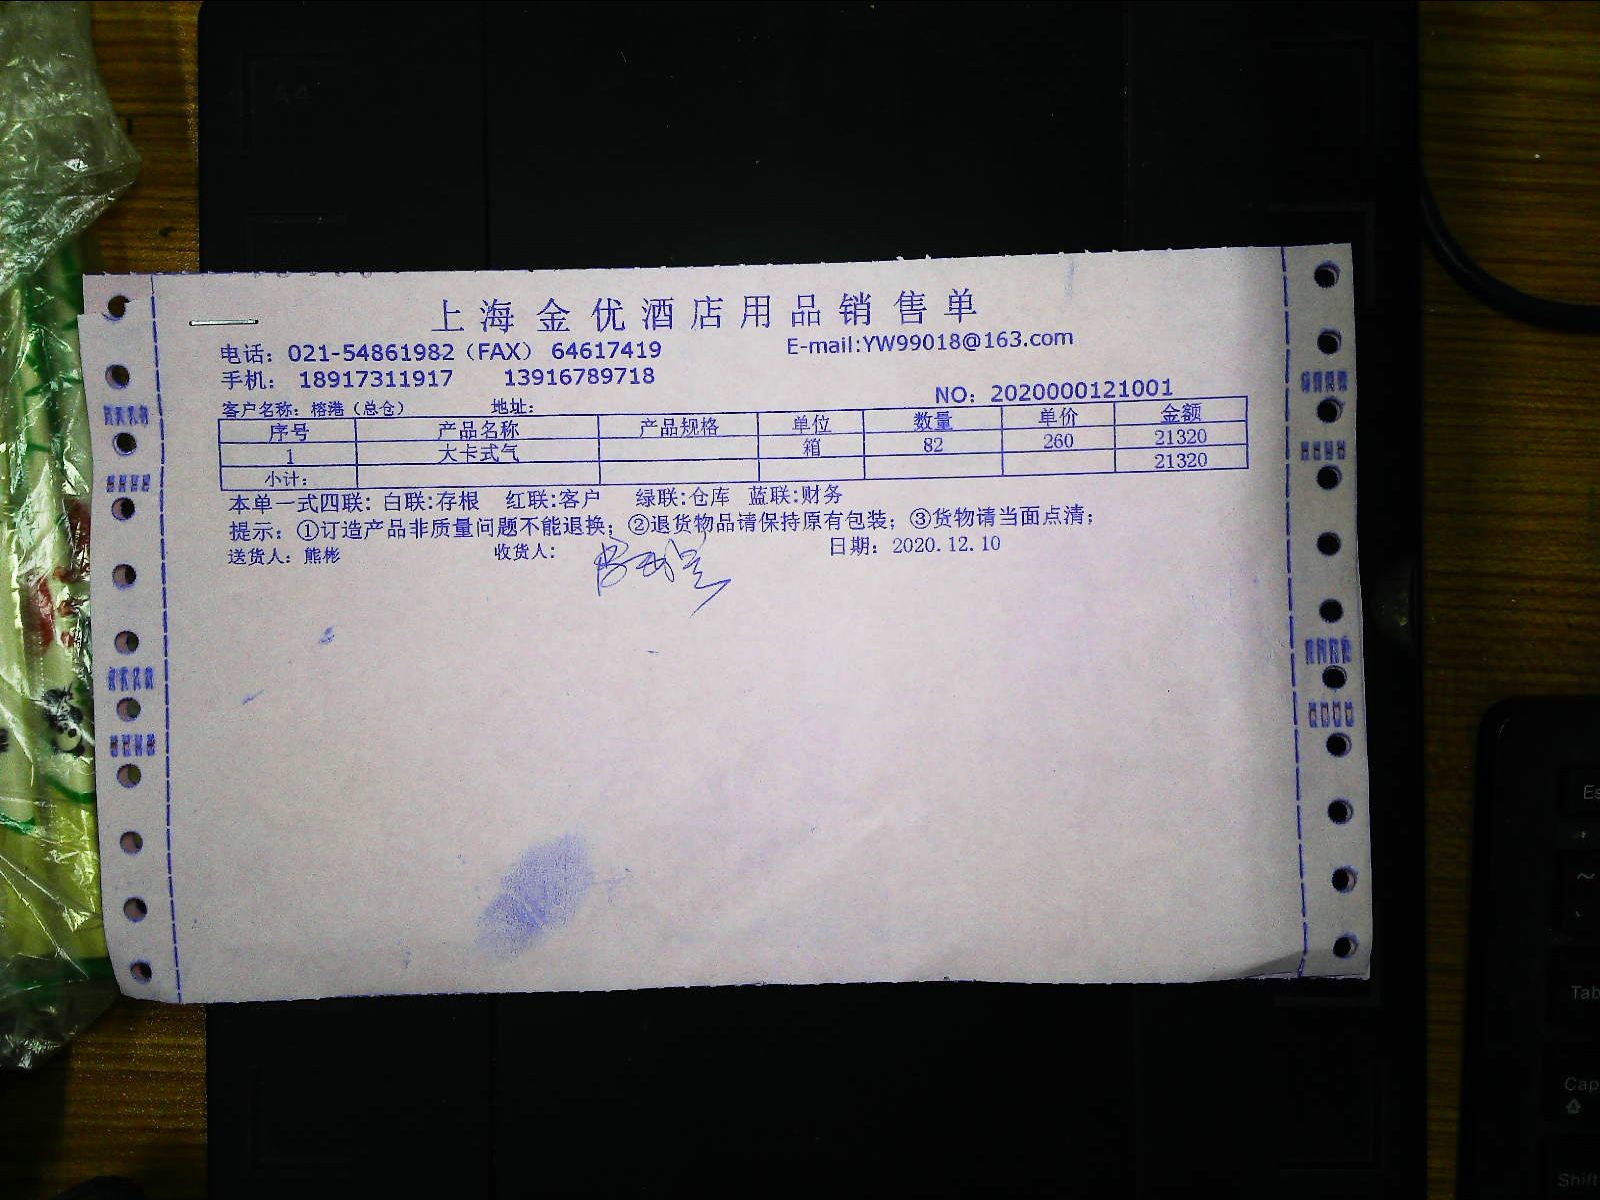 上海金优酒店用品销售单
电话：021-54861982（FAX） 64617419 E-mail:YW99018@163.com
手机： 18917311917 13916789718
NO：2020000121001
客户名称：榕港（总仓） 地址：
序号 产品名称 产品规格 单位 数量 单价 金额
1 大卡式气 箱 82 260 21320
小计： 21320
本单一式四联：白联:存根 红联:客户 绿联:仓库 蓝联:财务
提示：①订造产品非质量问题不能退换；②退货物品请保持原有包装；③货物请当面点清；
送货人：熊彬 收货人： 日期：2020.12.10
A4
Es
~
Tab
Cap
Shift